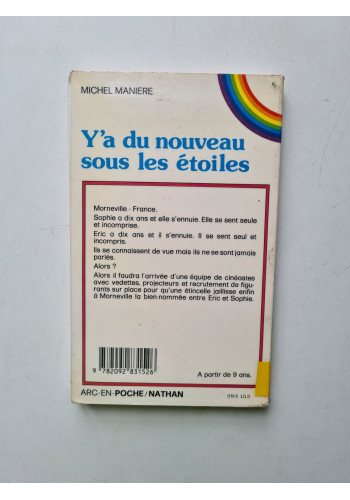 MICHEL MANIERE
Y'a du nouveau
sous les étoiles
Morneville - France.
Sophie a dix ans et elle s'ennuie. Elle se sent seule
et incomprise.
Eric a dix ans et il s'ennuie. Il se sent seul et
incompris.
Ils se connaissent de vue mais ils ne se sont jamais
parlés.
Alors ?
Alors il faudra l'arrivée d'une équipe de cinéastes
avec vedettes, projecteurs et recrutement de figu-
rants sur place pour qu'une étincelle jaillisse enfin
à Morneville la bien-nommée entre Eric et Sophie.
9 782092 831526
A partir de 9 ans.
ARC-EN-POCHE/NATHAN
283 152